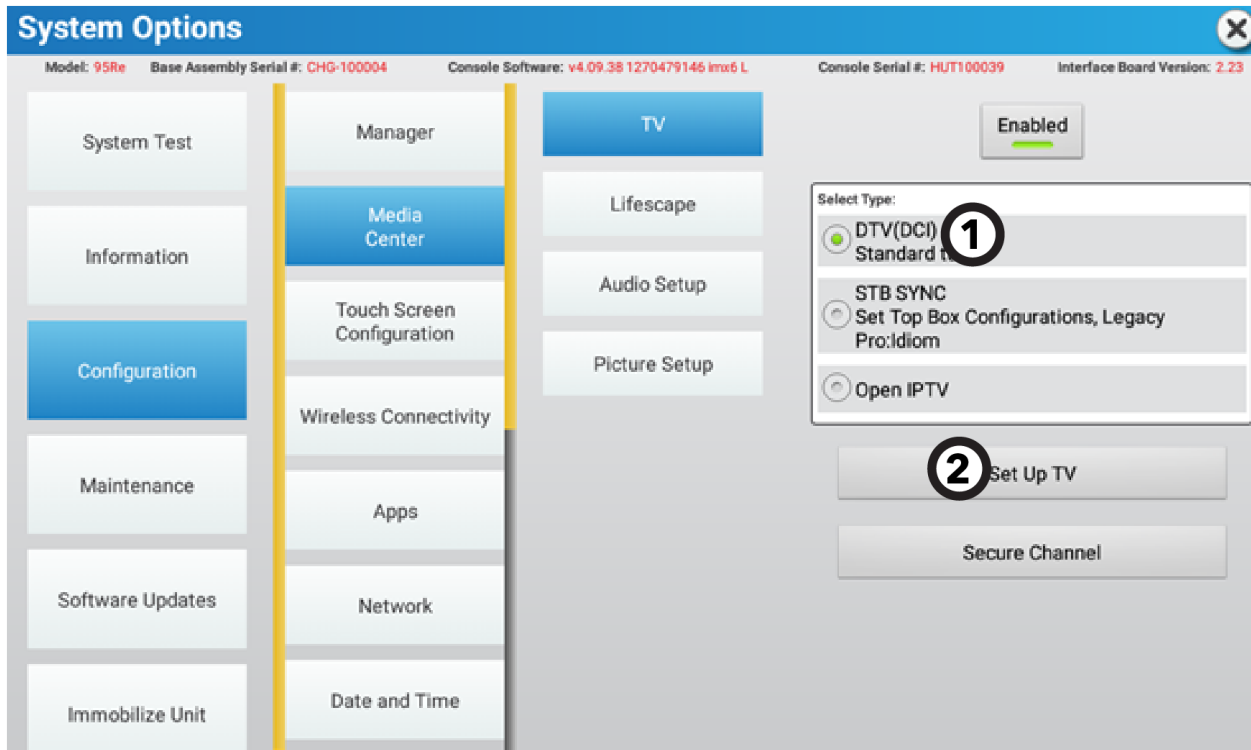 System Options
Model: 95Re Base Assembly Serial #: CHG-100004 Console Software: v4.09.38 1270479146 imx6 L Console Serial #: HUT100039 Interface Board Version: 2.23
System Test
Information
Configuration
Maintenance
Software Updates
Immobilize Unit
Manager
Media
Center
Touch Screen
Configuration
Wireless Connectivity
Apps
Network
Date and Time
TV
Lifescape
Audio Setup
Picture Setup
Enabled
Select Type:
DTV(DCI)
1
Standard
STB SYNC
Set Top Box Configurations, Legacy
Pro:Idiom
Open IPTV
2 Set Up TV
Secure Channel